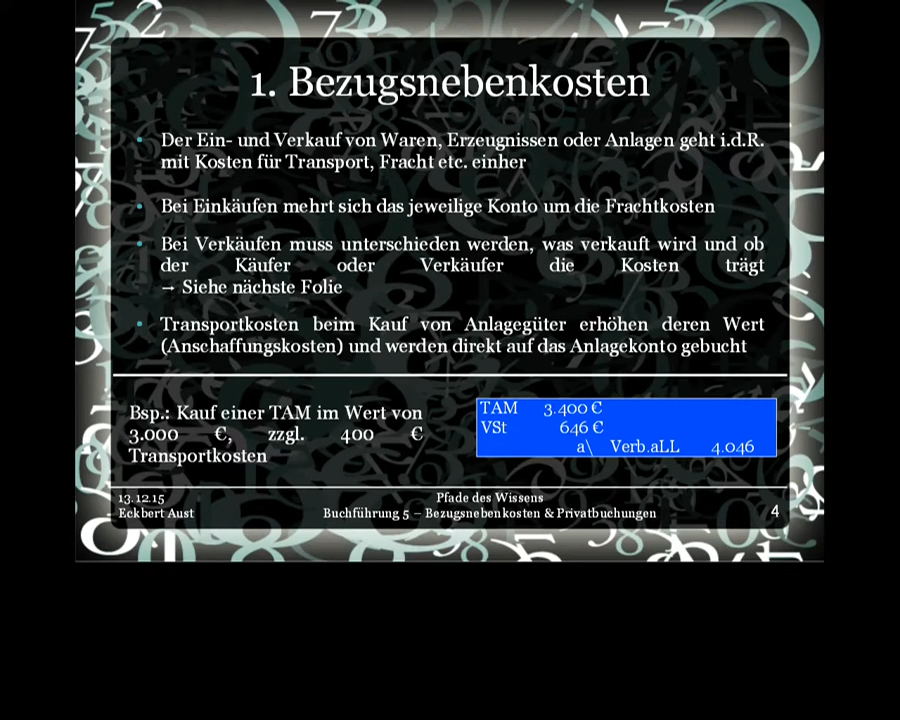 1. Bezugsnebenkosten
• Der Ein- und Verkauf von Waren, Erzeugnissen oder Anlagen geht i.d.R.
mit Kosten für Transport, Fracht etc. einher
• Bei Einkäufen mehrt sich das jeweilige Konto um die Frachtkosten
• Bei Verkäufen muss unterschieden werden, was verkauft wird und ob
der Käufer oder Verkäufer die Kosten trägt
→ Siehe nächste Folie
• Transportkosten beim Kauf von Anlagegüter erhöhen deren Wert
(Anschaffungskosten) und werden direkt auf das Anlagekonto gebucht
Bsp.: Kauf einer TAM im Wert von
3.000 €, zzgl. 400 €
Transportkosten
TAM 3.400 €
VSt 646 €
a\ Verb.aLL 4.046
13.12.15
Eckbert Aust
Pfade des Wissens
Buchführung 5 – Bezugsnebenkosten & Privatbuchungen
4